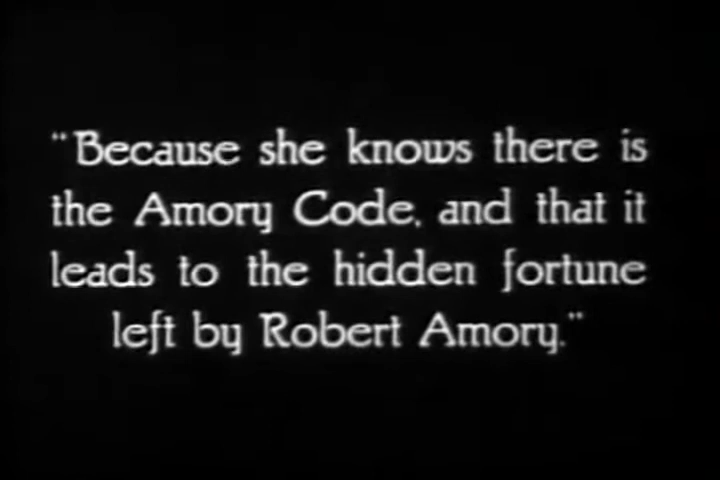 “Because she knows there is
the Amory Code, and that it
leads to the hidden fortune
left by Robert Amory.”